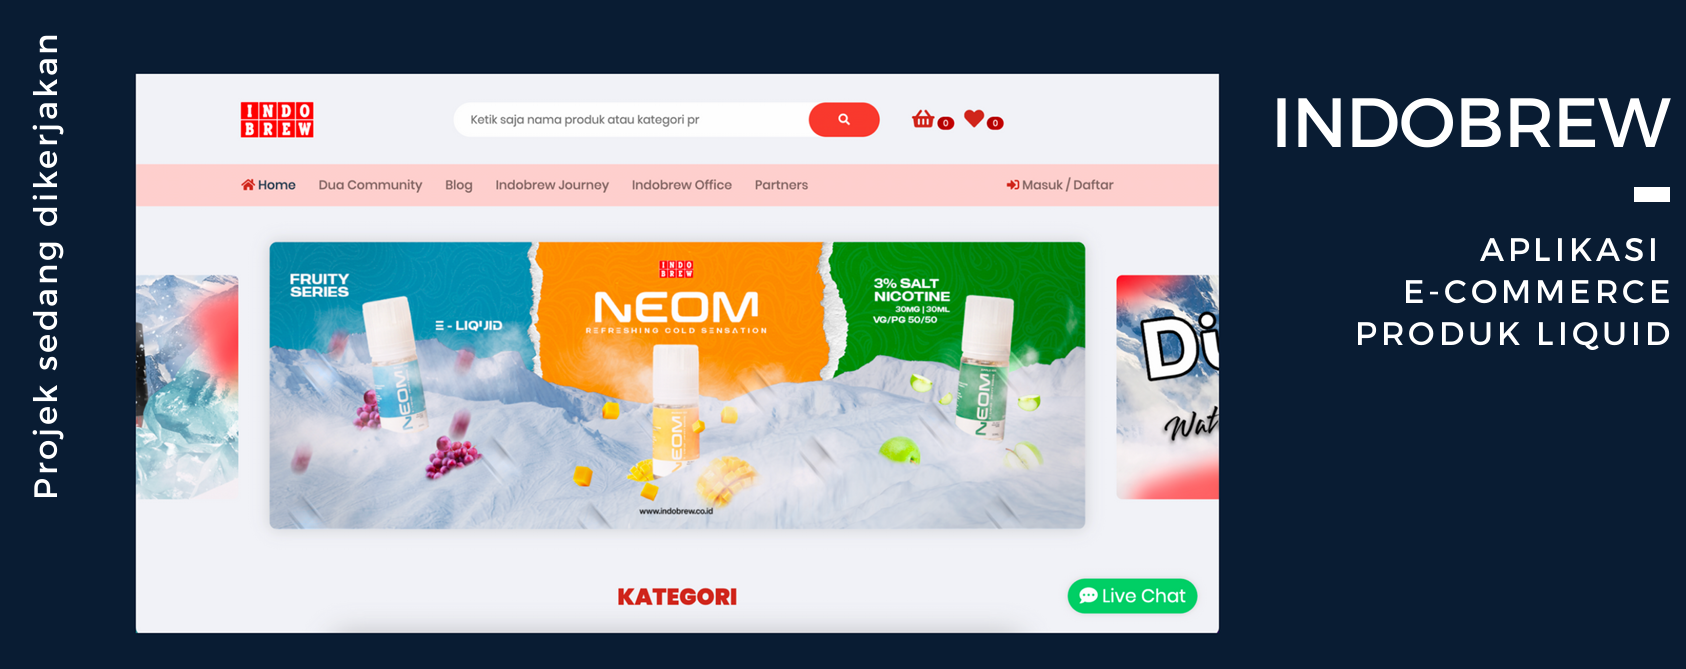 Projek sedang dikerjakan
INDO
BREW
Ketik saja nama produk atau kategori pr
0
0
Home
Dua Community
Blog
Indobrew Journey
Indobrew Office
Partners
Masuk / Daftar
FRUITY
SERIES
E - LIQUID
INDO
BREW
NEOM
REFRESHING COLD SENSATION
3% SALT
NICOTINE
30MG | 30ML
VG/PG 50/50
NEOM
NEOM
NEOM
www.indobrew.co.id
KATEGORI
Live Chat
INDOBREW
APLIKASI
E-COMMERCE
PRODUK LIQUID